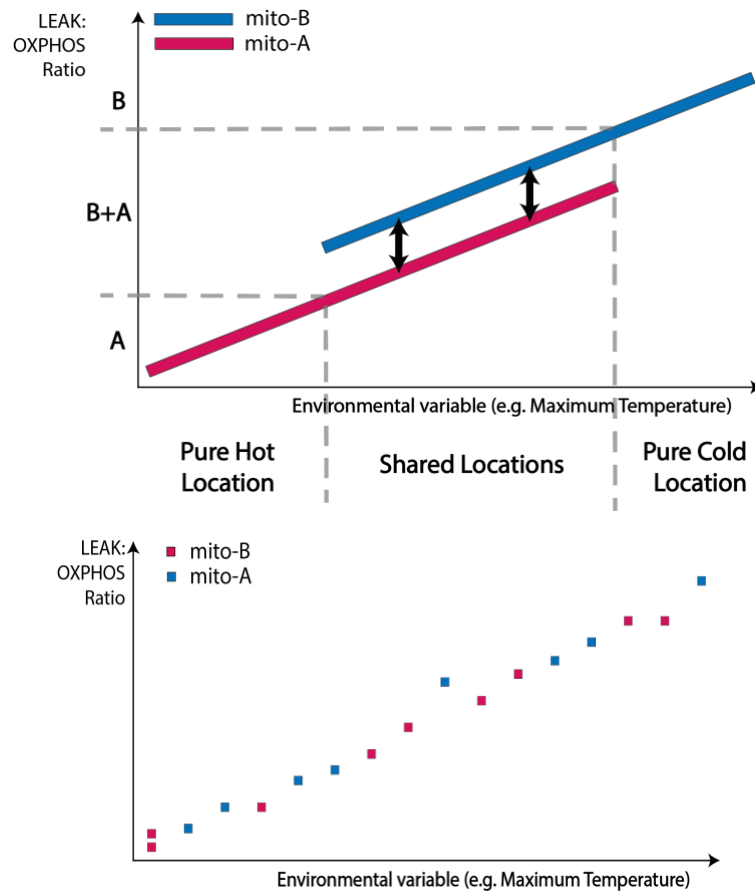 LEAK:
OXPHOS
Ratio
mito-B
mito-A
B
B+A
A
Environmental variable (e.g. Maximum Temperature)
Pure Hot
Location
Shared Locations
Pure Cold
Location
LEAK:
OXPHOS
Ratio
mito-B
mito-A
Environmental variable (e.g. Maximum Temperature)